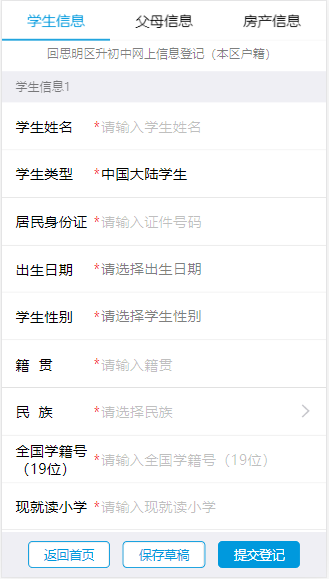 学生信息 父母信息 房产信息
回思明区升初中网上信息登记（本区户籍）
学生信息1
学生姓名 *请输入学生姓名
学生类型 *中国大陆学生
居民身份证 *请输入证件号码
出生日期 *请选择出生日期
学生性别 *请选择学生性别
籍 贯 *请输入籍贯
民 族 *请选择民族
全国学籍号 *请输入全国学籍号（19位）
（19位）
现就读小学 *请输入现就读小学
返回首页 保存草稿 提交登记